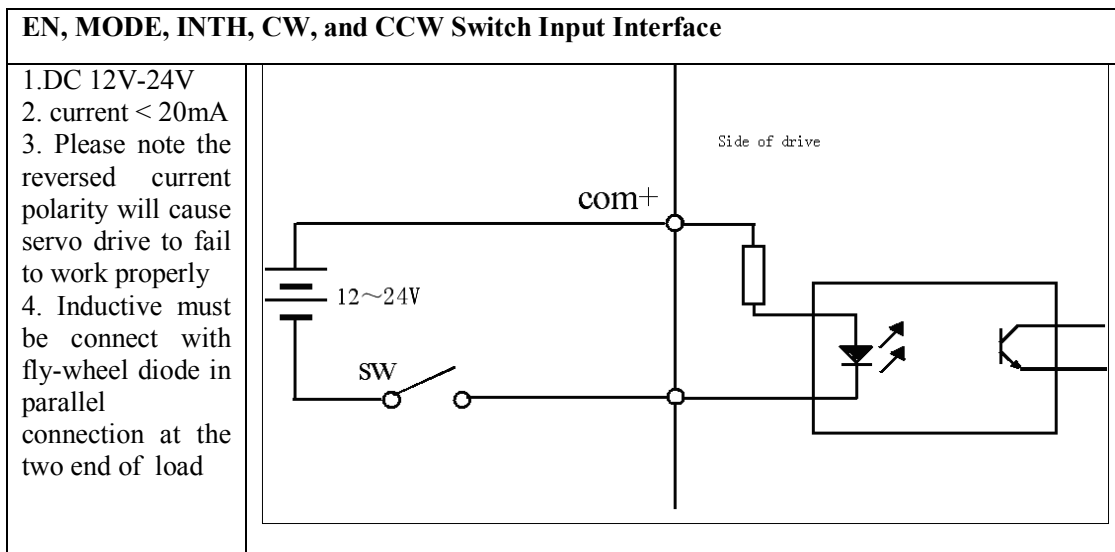 EN, MODE, INTH, CW, and CCW Switch Input Interface
1.DC 12V-24V
2. current < 20mA
3. Please note the
reversed current
polarity will cause
servo drive to fail
to work properly
4. Inductive must
be connect with
fly-wheel diode in
parallel
connection at the
two end of load
Side of drive
com+
12～24V
SW